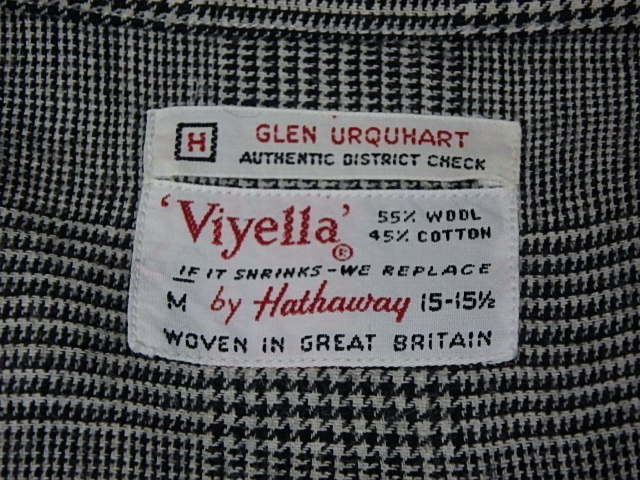 H GLEN URQUHART
AUTHENTIC DISTRICT CHECK
'Viyella'® 55% WOOL
45% COTTON
IF IT SHRINKS-WE REPLACE
M by Hathaway 15-15½
WOVEN IN GREAT BRITAIN